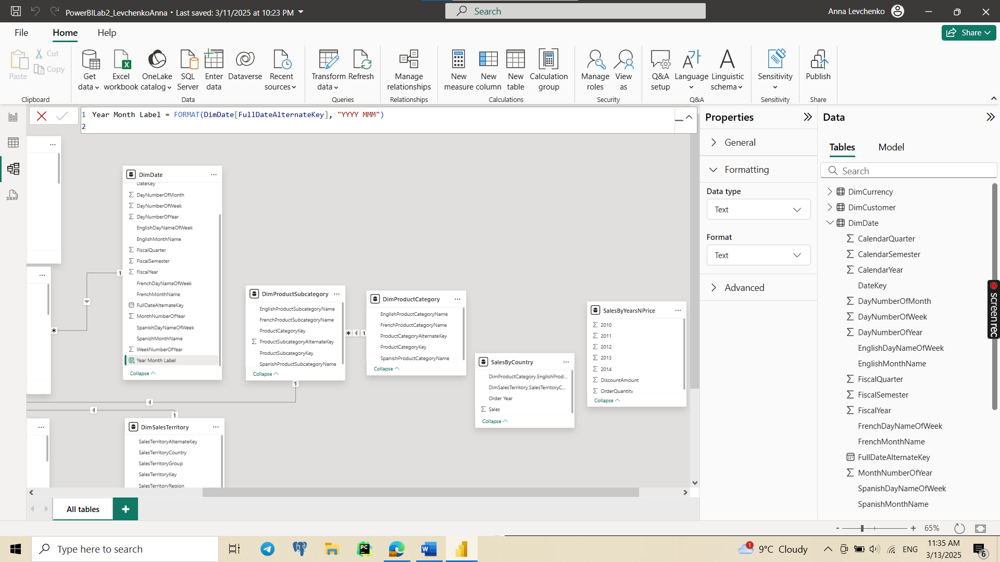 PowerBILab2_LevchenkoAnna • Last saved: 3/11/2025 at 10:23 PM
Search
Anna Levchenko
File
Home
Help
Share
Paste
Cut
Copy
Clipboard
Get data
Excel workbook
OneLake catalog
SQL Server
Enter data
Dataverse
Recent sources
Data
Transform data
Refresh
Queries
Manage relationships
Relationships
New measure
New column
New table
Calculation group
Calculations
Manage roles
View as
Security
Q&A setup
Language
Linguistic schema
Q&A
Sensitivity
Sensitivity
Publish
Share
1 Year Month Label = FORMAT(DimDate[FullDateAlternateKey], "YYYY MMM")
2
DimDate
DateKey
DayNumberOfMonth
DayNumberOfWeek
DayNumberOfYear
EnglishDayNameOfWeek
EnglishMonthName
FiscalQuarter
FiscalSemester
FiscalYear
FrenchDayNameOfWeek
FrenchMonthName
FullDateAlternateKey
MonthNumberOfYear
SpanishDayNameOfWeek
SpanishMonthName
WeekNumberOfYear
Year Month Label
Collapse
1
*
DimProductSubcategory
EnglishProductSubcategoryName
FrenchProductSubcategoryName
ProductCategoryKey
ProductSubcategoryAlternateKey
ProductSubcategoryKey
SpanishProductSubcategoryName
Collapse
*
1
1
DimProductCategory
EnglishProductCategoryName
FrenchProductCategoryName
ProductCategoryAlternateKey
ProductCategoryKey
SpanishProductCategoryName
Collapse
SalesByCountry
DimProductCategory.EnglishProd...
DimSalesTerritory.SalesTerritoryC...
Order Year
Sales
Collapse
SalesByYearsNPrice
2010
2011
2012
2013
2014
DiscountAmount
OrderQuantity
Collapse
1
DimSalesTerritory
SalesTerritoryAlternateKey
SalesTerritoryCountry
SalesTerritoryGroup
SalesTerritoryKey
SalesTerritoryRegion
All tables
Properties
General
Formatting
Data type
Text
Format
Text
Advanced
Data
Tables
Model
Search
DimCurrency
DimCustomer
DimDate
CalendarQuarter
CalendarSemester
CalendarYear
DateKey
DayNumberOfMonth
DayNumberOfWeek
DayNumberOfYear
EnglishDayNameOfWeek
EnglishMonthName
FiscalQuarter
FiscalSemester
FiscalYear
FrenchDayNameOfWeek
FrenchMonthName
FullDateAlternateKey
MonthNumberOfYear
SpanishDayNameOfWeek
SpanishMonthName
screenrec
- + 65%
Type here to search
1
9°C Cloudy
ENG
11:35 AM
3/13/2025
6